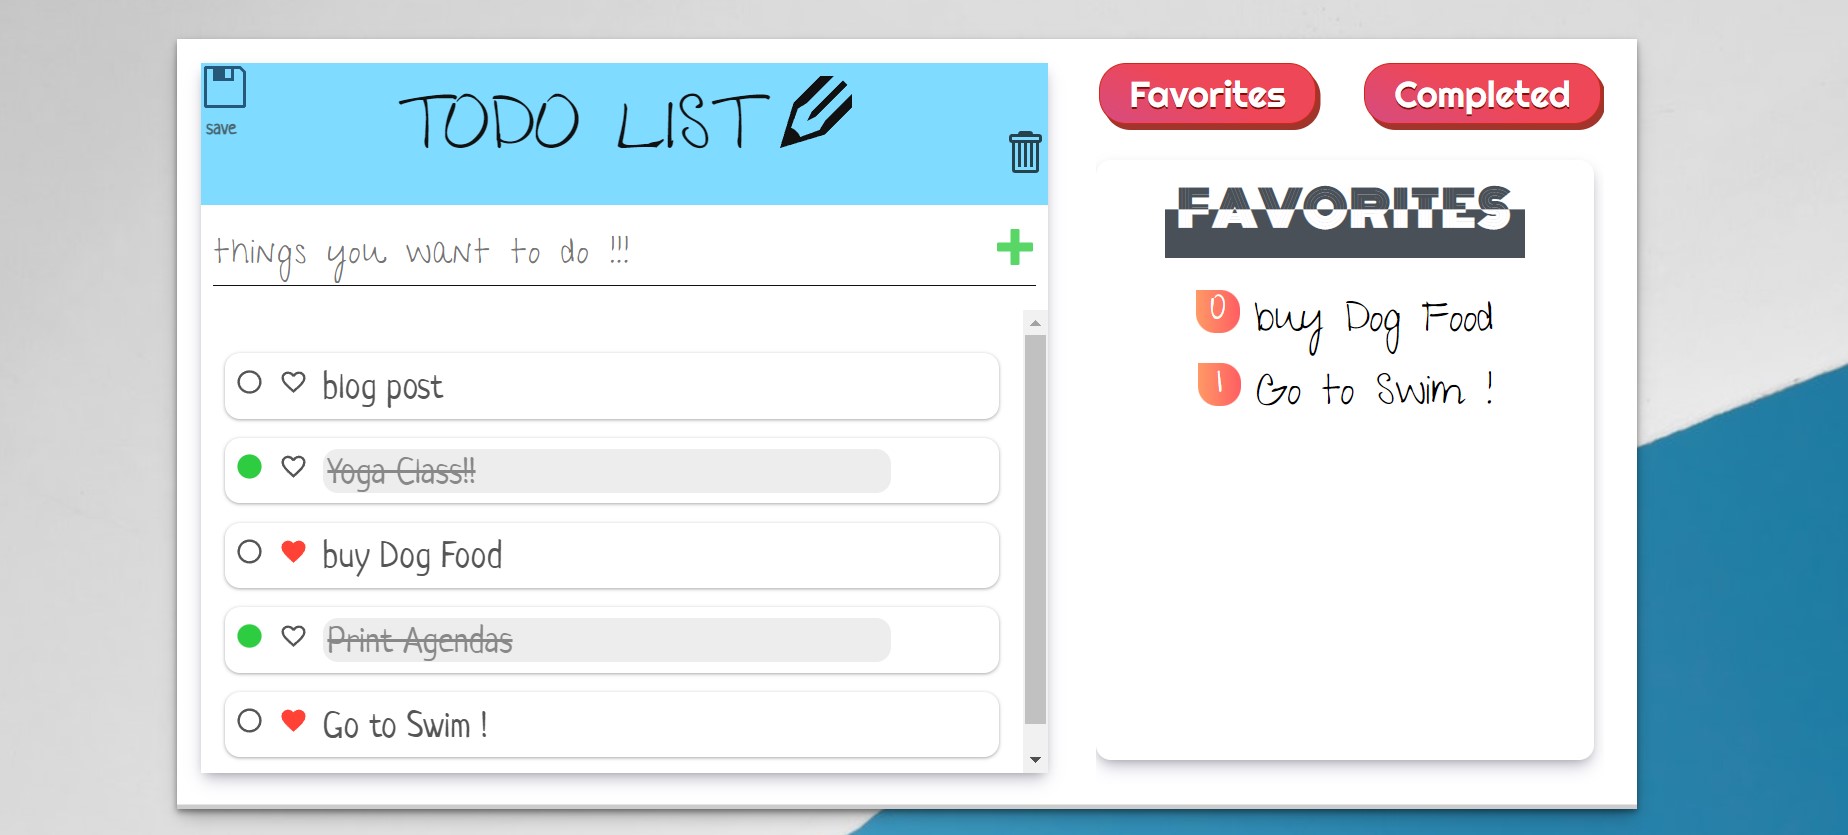 save
TODO LIST
things you want to do !!!
blog post
Yoga Class!!
buy Dog Food
Print Agendas
Go to Swim !
Favorites
Completed
FAVORITES
0 buy Dog Food
1 Go to Swim !